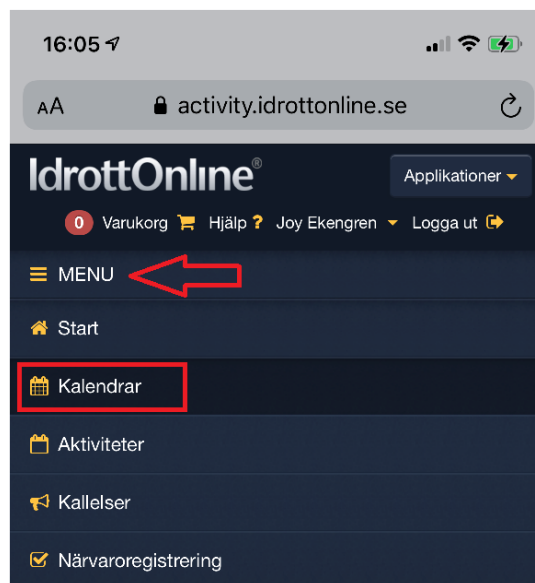 16:05
AA activity.idrottonline.se
IdrottOnline® Applikationer
0 Varukorg Hjälp ? Joy Ekengren Logga ut
MENU
Start
Kalendrar
Aktiviteter
Kallelser
Närvaroregistrering